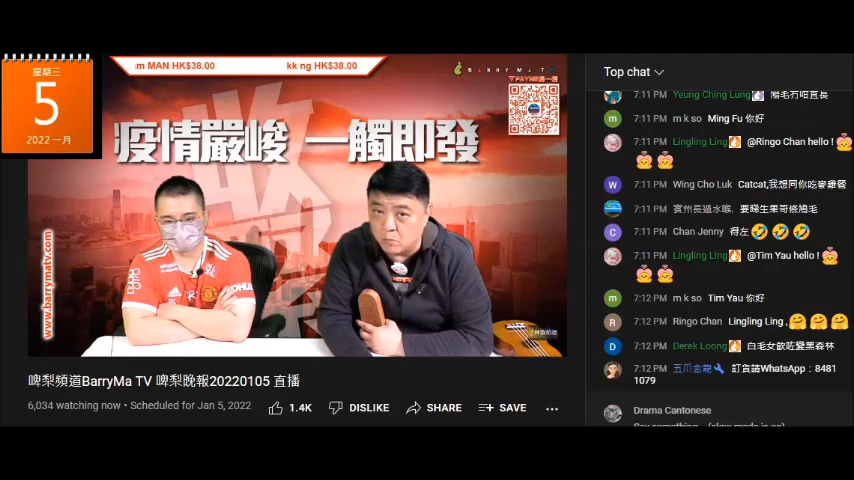 星期三
5
2022 一月
m MAN HK$38.00
kk ng HK$38.00
BARRYMATV
疫情嚴峻 一觸即發
www.barrymatv.com
啤梨頻道BarryMa TV 啤梨晚報20220105 直播
6,034 watching now • Scheduled for Jan 5, 2022
1.4K
DISLIKE
SHARE
SAVE
Top chat
7:11 PM Yeung Ching Lung
7:11 PM m k so Ming Fu 你好
7:11 PM Lingling Ling @Ringo Chan hello !
7:11 PM Wing Cho Luk Catcat,我想同你吃麥雞餐
7:11 PM 要睇生果哥條鳩毛
7:11 PM Chan Jenny 得左🤣🤣🤣
7:11 PM Lingling Ling @Tim Yau hello !
7:12 PM m k so Tim Yau 你好
7:12 PM Ringo Chan Lingling Ling ,🤗🤗🤗
7:12 PM Derek Loong 白毛女飲咗變黑森林
7:12 PM 五爪金龍 訂貨請WhatsApp：8481
1079
Drama Cantonese
Say something... (slow mode is on)